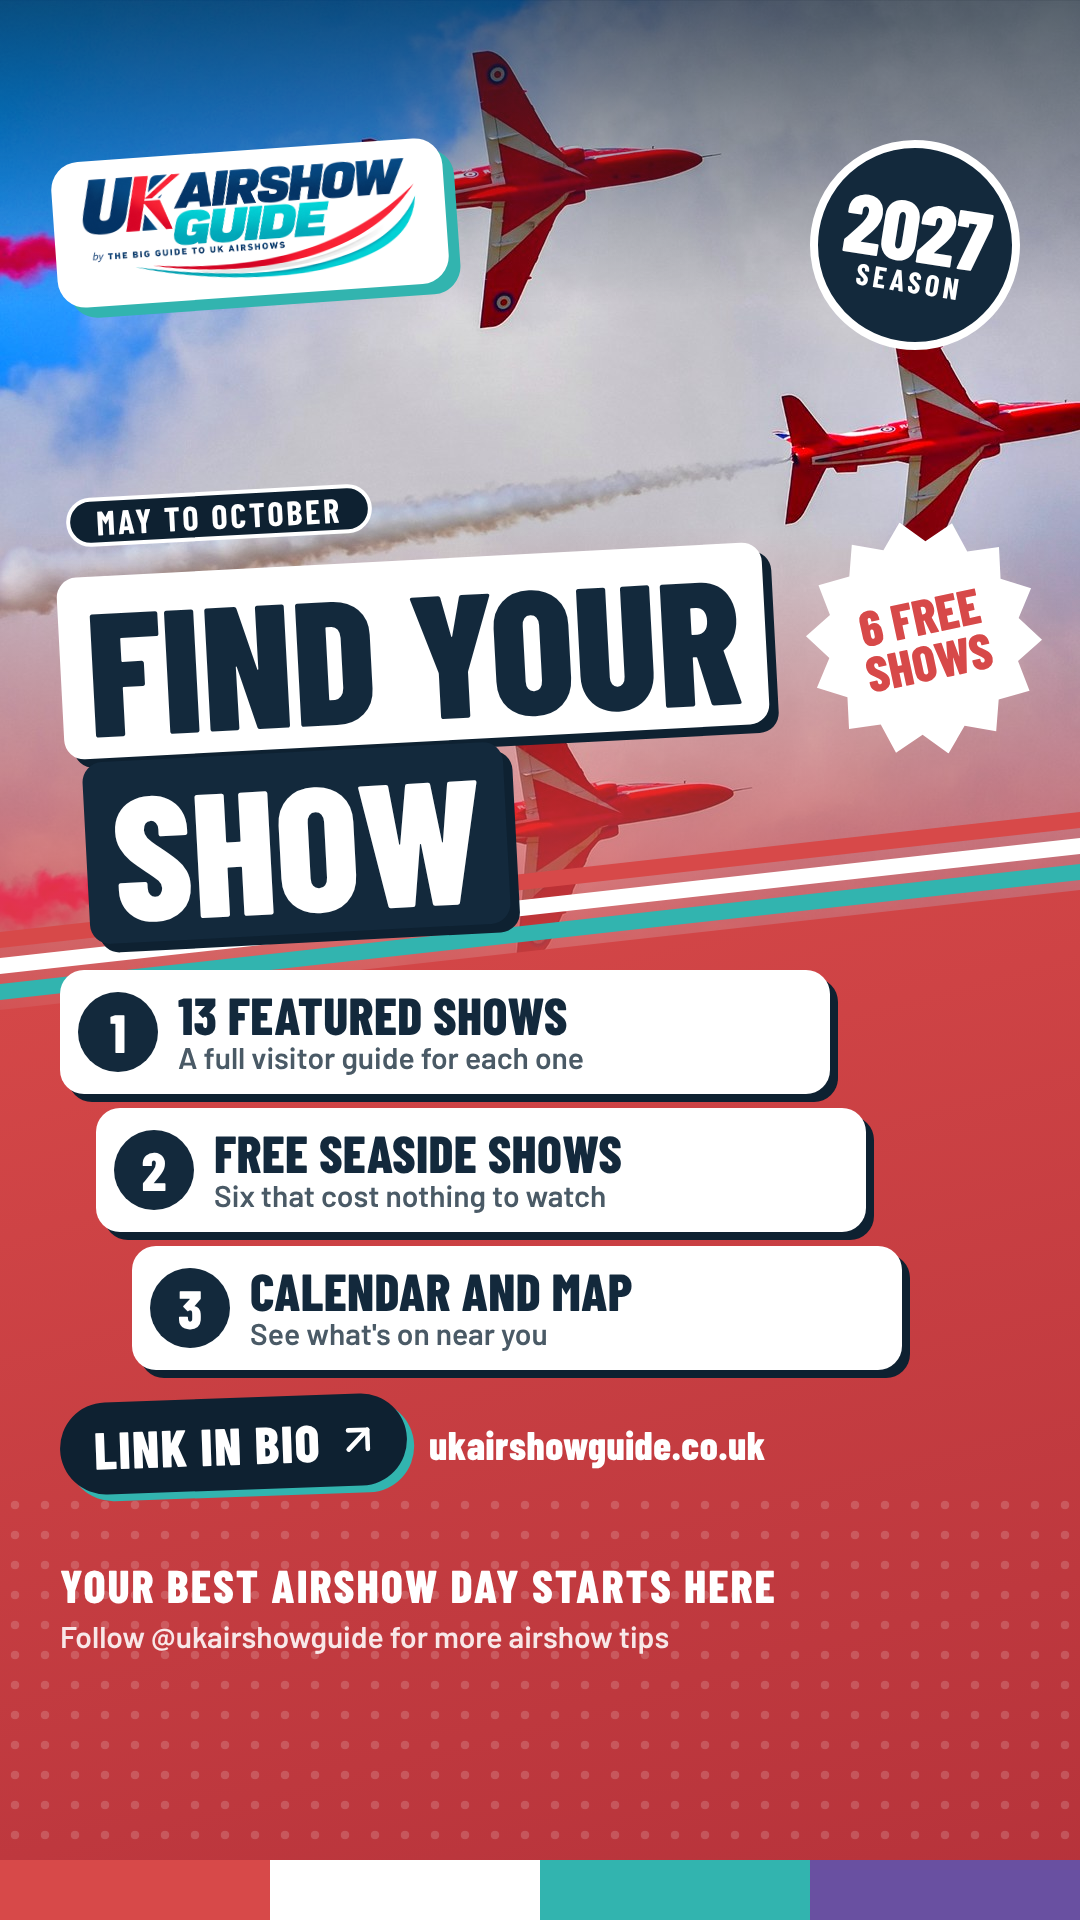 UK AIRSHOW
GUIDE
by THE BIG GUIDE TO UK AIRSHOWS
2027
SEASON
MAY TO OCTOBER
FIND YOUR
SHOW
6 FREE
SHOWS
1
13 FEATURED SHOWS
A full visitor guide for each one
2
FREE SEASIDE SHOWS
Six that cost nothing to watch
3
CALENDAR AND MAP
See what's on near you
LINK IN BIO
ukairshowguide.co.uk
YOUR BEST AIRSHOW DAY STARTS HERE
Follow @ukairshowguide for more airshow tips